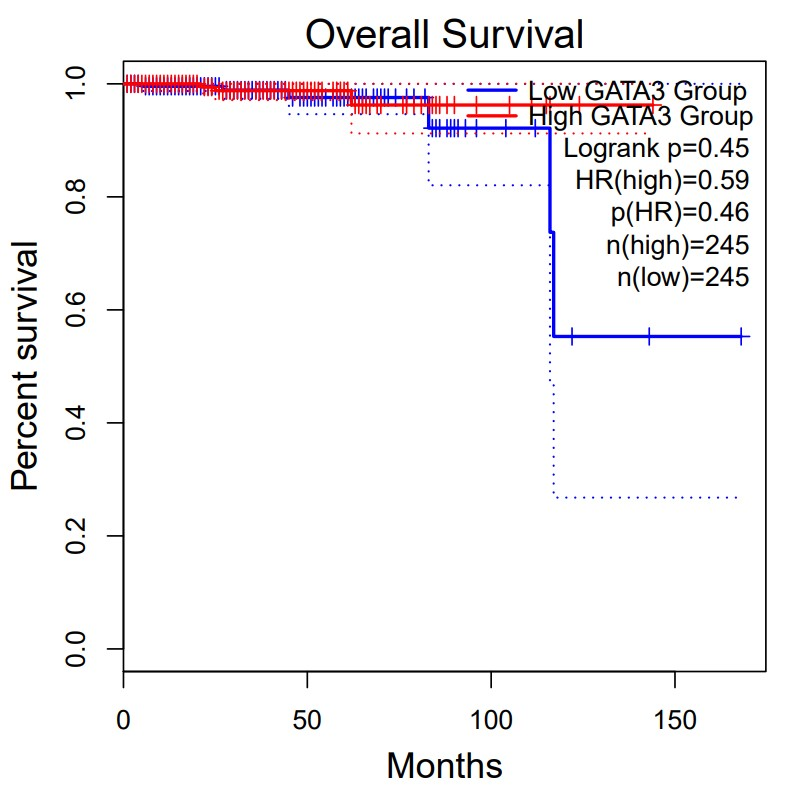 Overall Survival
Low GATA3 Group
High GATA3 Group
Logrank p=0.45
HR(high)=0.59
p(HR)=0.46
n(high)=245
n(low)=245
Percent survival
1.0
0.8
0.6
0.4
0.2
0.0
0 50 100 150
Months